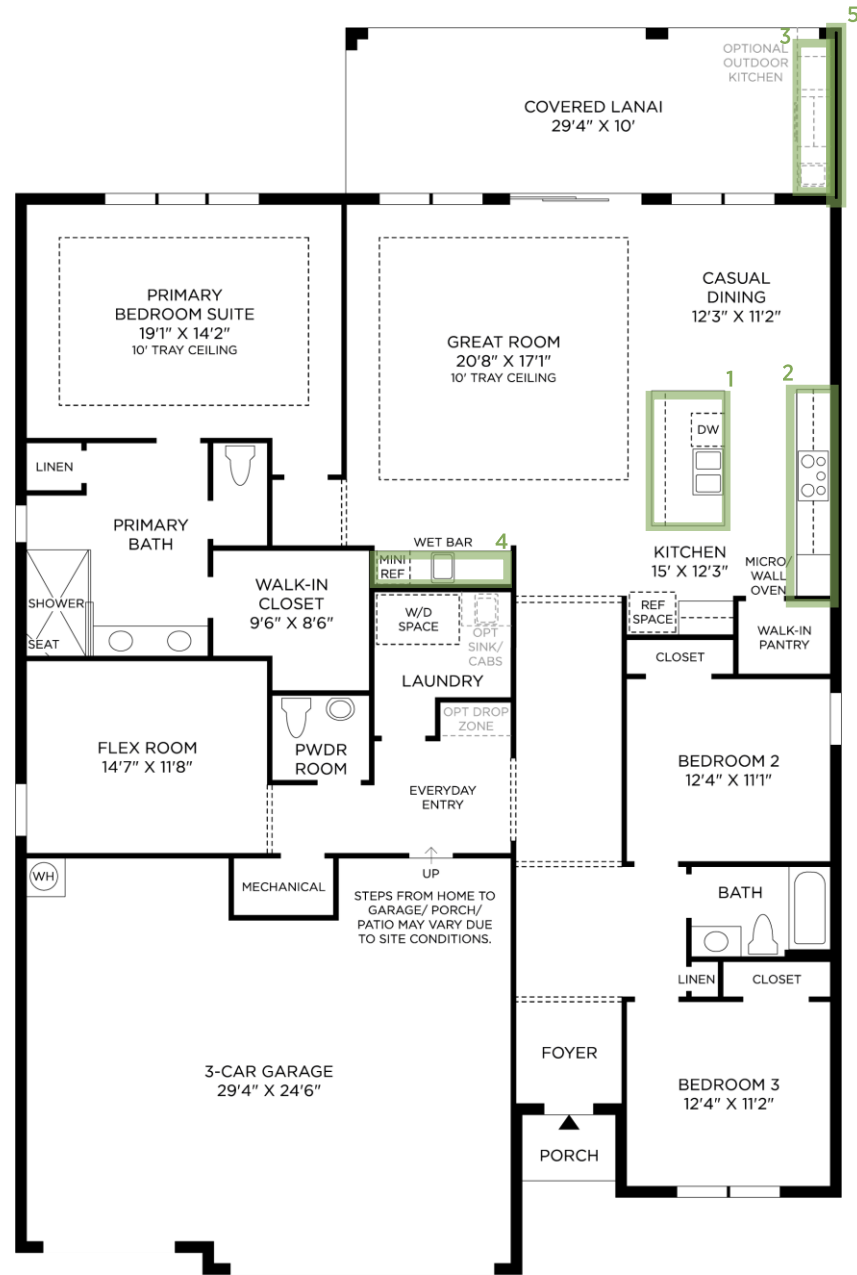 5
3
OPTIONAL
OUTDOOR
KITCHEN
COVERED LANAI
29'4" X 10'
PRIMARY
BEDROOM SUITE
19'1" X 14'2"
10' TRAY CEILING
GREAT ROOM
20'8" X 17'1"
10' TRAY CEILING
CASUAL
DINING
12'3" X 11'2"
1
2
DW
LINEN
PRIMARY
BATH
WET BAR
4
MINI
REF
KITCHEN
15' X 12'3"
MICRO/
WALL
OVEN
SHOWER
SEAT
WALK-IN
CLOSET
9'6" X 8'6"
W/D
SPACE
OPT
SINK/
CABS
REF
SPACE
WALK-IN
PANTRY
CLOSET
LAUNDRY
OPT DROP
ZONE
FLEX ROOM
14'7" X 11'8"
PWDR
ROOM
EVERYDAY
ENTRY
BEDROOM 2
12'4" X 11'1"
WH
MECHANICAL
UP
STEPS FROM HOME TO
GARAGE/ PORCH/
PATIO MAY VARY DUE
TO SITE CONDITIONS.
BATH
LINEN
CLOSET
3-CAR GARAGE
29'4" X 24'6"
FOYER
BEDROOM 3
12'4" X 11'2"
PORCH